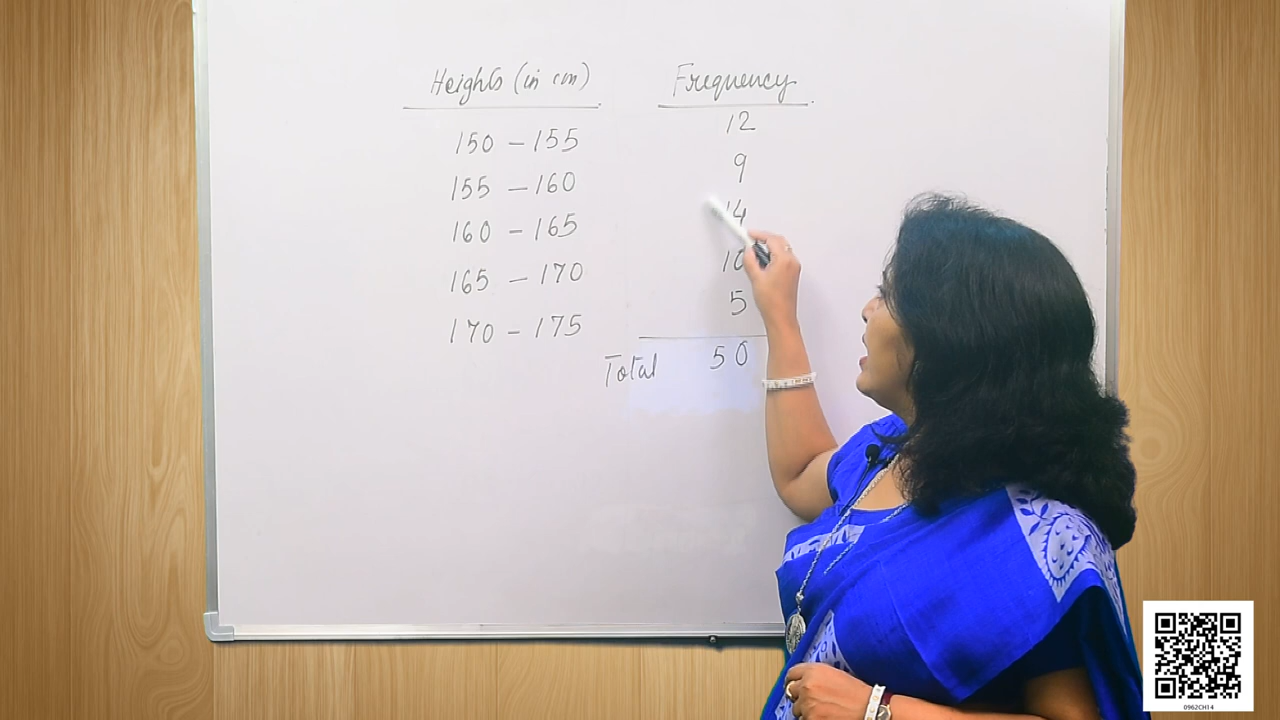 Heights (in cm) Frequency
150 – 155 12
155 – 160 9
160 – 165 14
165 – 170 10
170 – 175 5
Total 50
0962CH14